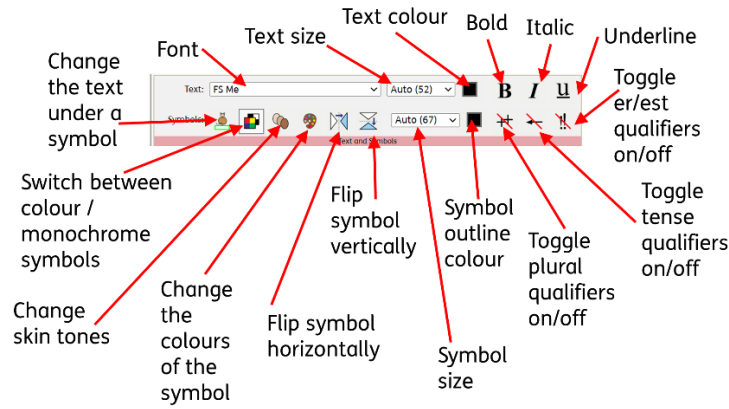 Text colour
Bold
Italic
Text size
Font
Underline
Change
the text
under a
symbol
Toggle
er/est
qualifiers
on/off
Text:
FS Me
Auto (52)
B
I
u
Symbols:
Auto (67)
Text and Symbols
Switch between
colour /
monochrome
symbols
Flip
symbol
vertically
Symbol
outline
colour
Toggle
plural
qualifiers
on/off
Toggle
tense
qualifiers
on/off
Change
skin tones
Change
the
colours
of the
symbol
Flip symbol
horizontally
Symbol
size